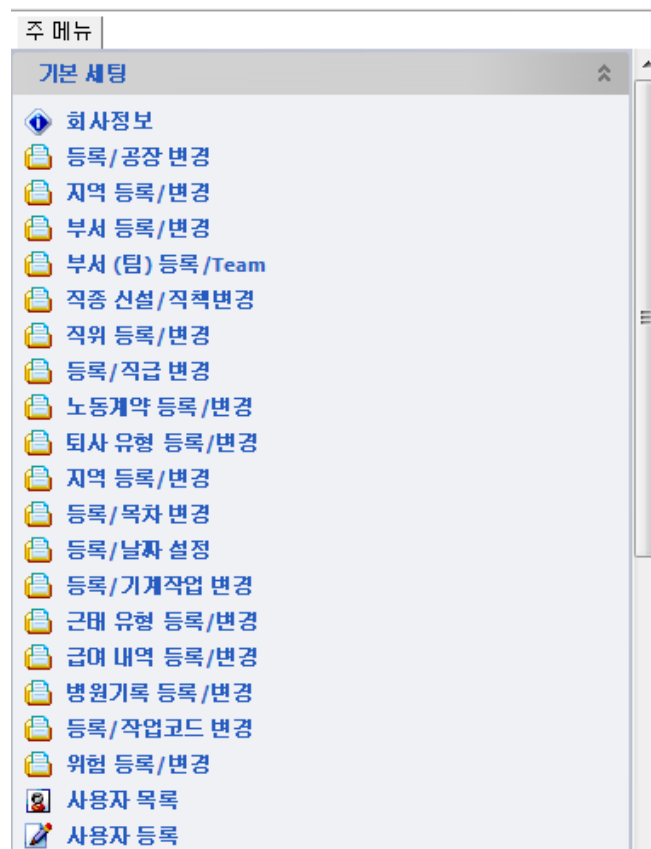 주 메뉴
기본 세팅
회사정보
등록/공장 변경
지역 등록/변경
부서 등록/변경
부서 (팀) 등록/Team
직종 신설/직책변경
직위 등록/변경
등록/직급 변경
노동계약 등록/변경
퇴사 유형 등록/변경
지역 등록/변경
등록/목차 변경
등록/날짜 설정
등록/기계작업 변경
근태 유형 등록/변경
급여 내역 등록/변경
병원기록 등록/변경
등록/작업코드 변경
위험 등록/변경
사용자 목록
사용자 등록